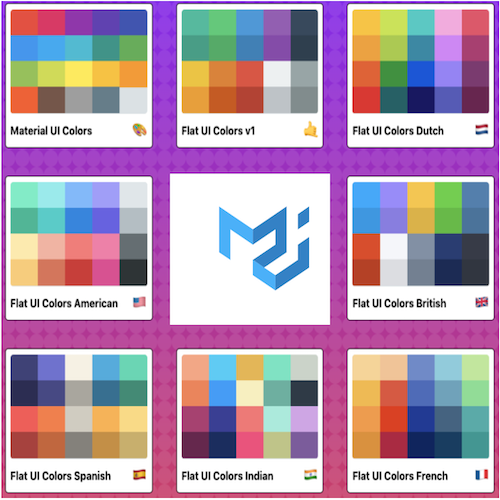 Material UI Colors
Flat UI Colors v1
Flat UI Colors Dutch
Flat UI Colors American
Flat UI Colors British
Flat UI Colors Spanish
Flat UI Colors Indian
Flat UI Colors French